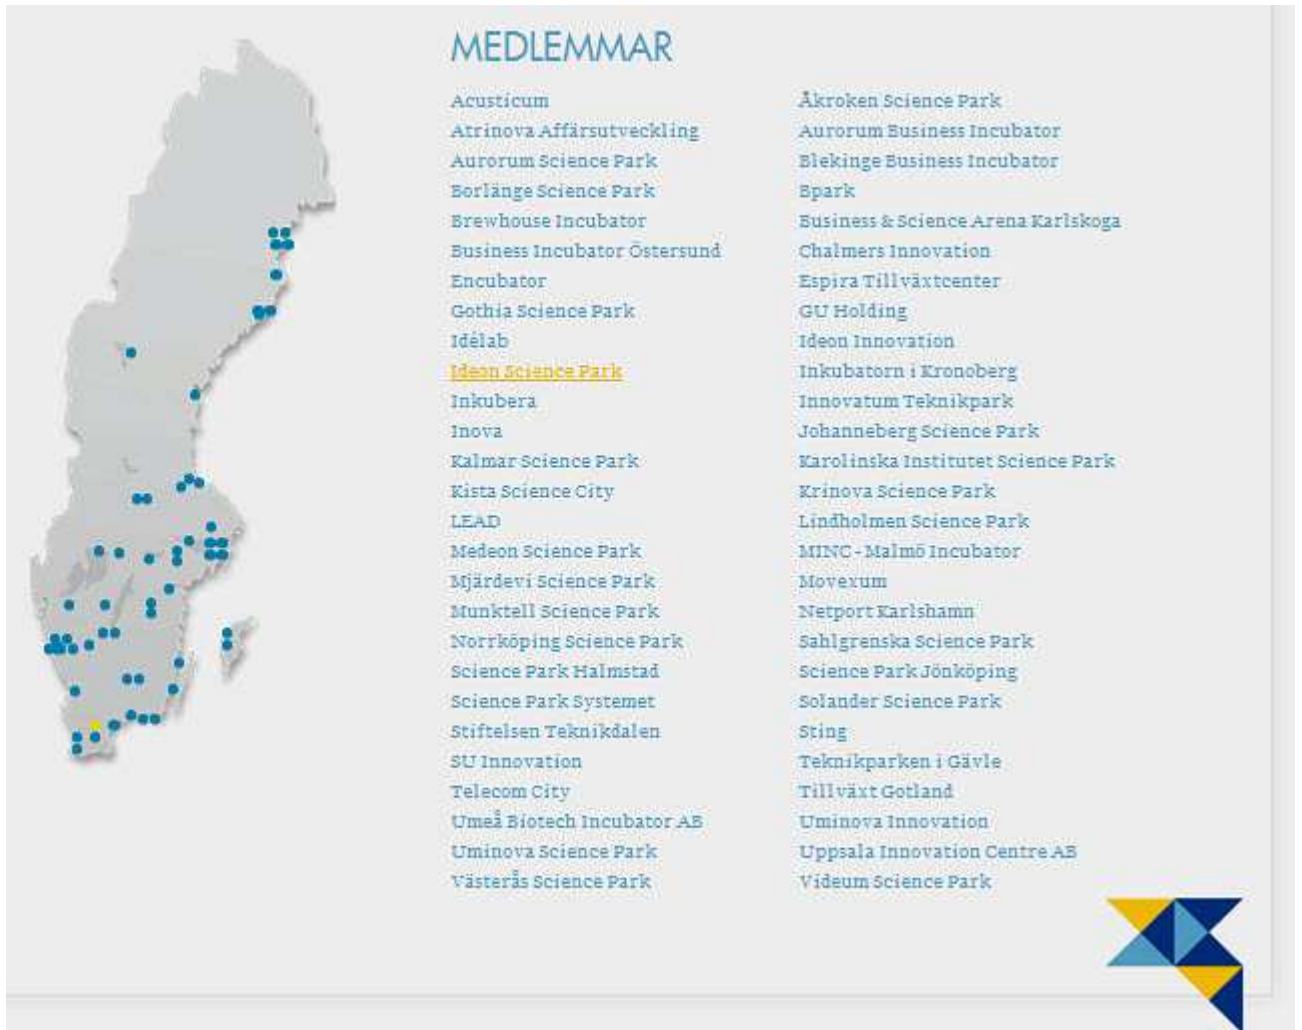 MEDLEMMAR
Acusticum
Åkroken Science Park
Atrinova Affärsutveckling
Aurorum Business Incubator
Aurorum Science Park
Blekinge Business Incubator
Borlänge Science Park
Bpark
Brewhouse Incubator
Business & Science Arena Karlskoga
Business Incubator Östersund
Chalmers Innovation
Encubator
Espira Tillväxtcenter
Gothia Science Park
GU Holding
Idélab
Ideon Innovation
Ideon Science Park
Inkubatorn i Kronoberg
Inkubera
Innovatum Teknikpark
Inova
Johanneberg Science Park
Kalmar Science Park
Karolinska Institutet Science Park
Kista Science City
Krinova Science Park
LEAD
Lindholmen Science Park
Medeon Science Park
MINC - Malmö Incubator
Mjärdevi Science Park
Movexum
Munktell Science Park
Netport Karlshamn
Norrköping Science Park
Sahlgrenska Science Park
Science Park Halmstad
Science Park Jönköping
Science Park Systemet
Solander Science Park
Stiftelsen Teknikdalen
Sting
SU Innovation
Teknikparken i Gävle
Telecom City
Tillväxt Gotland
Umeå Biotech Incubator AB
Uminova Innovation
Uminova Science Park
Uppsala Innovation Centre AB
Västerås Science Park
Videum Science Park